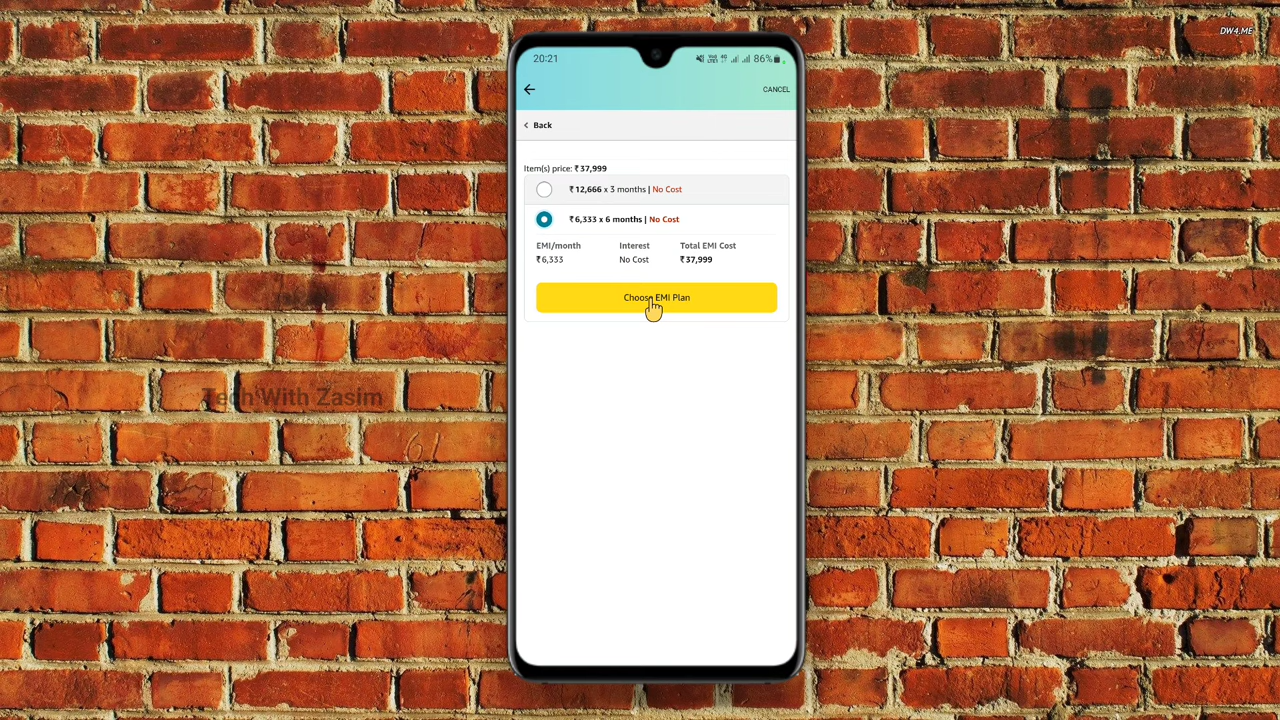 DW4.ME
20:21
86%
CANCEL
Back
Item(s) price: ₹37,999
₹12,666 x 3 months | No Cost
₹6,333 x 6 months | No Cost
EMI/month Interest Total EMI Cost
₹6,333 No Cost ₹37,999
Choose EMI Plan
Tech With Zasim
61